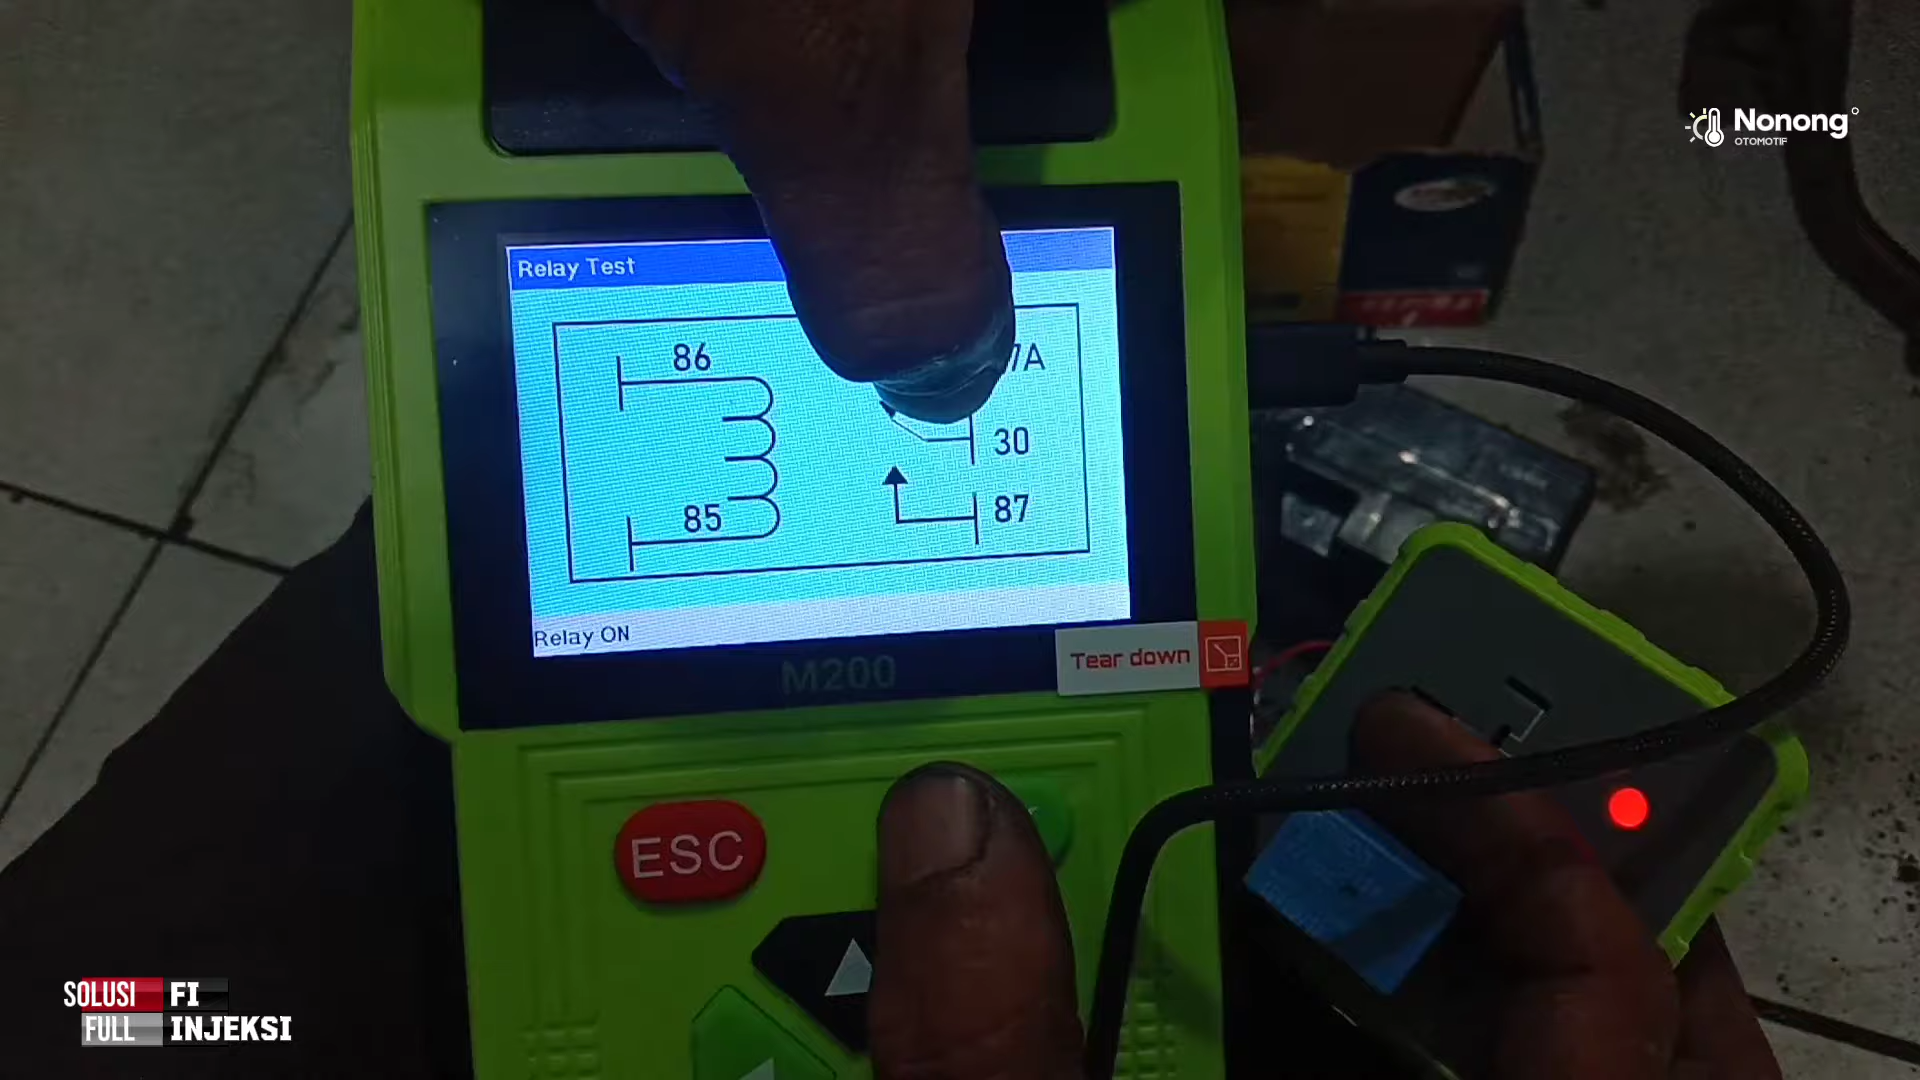 Nonong
OTOMOTIF
Relay Test
86
7A
30
85
87
Relay ON
M200
Tear down
ESC
SOLUSI FI
FULL INJEKSI